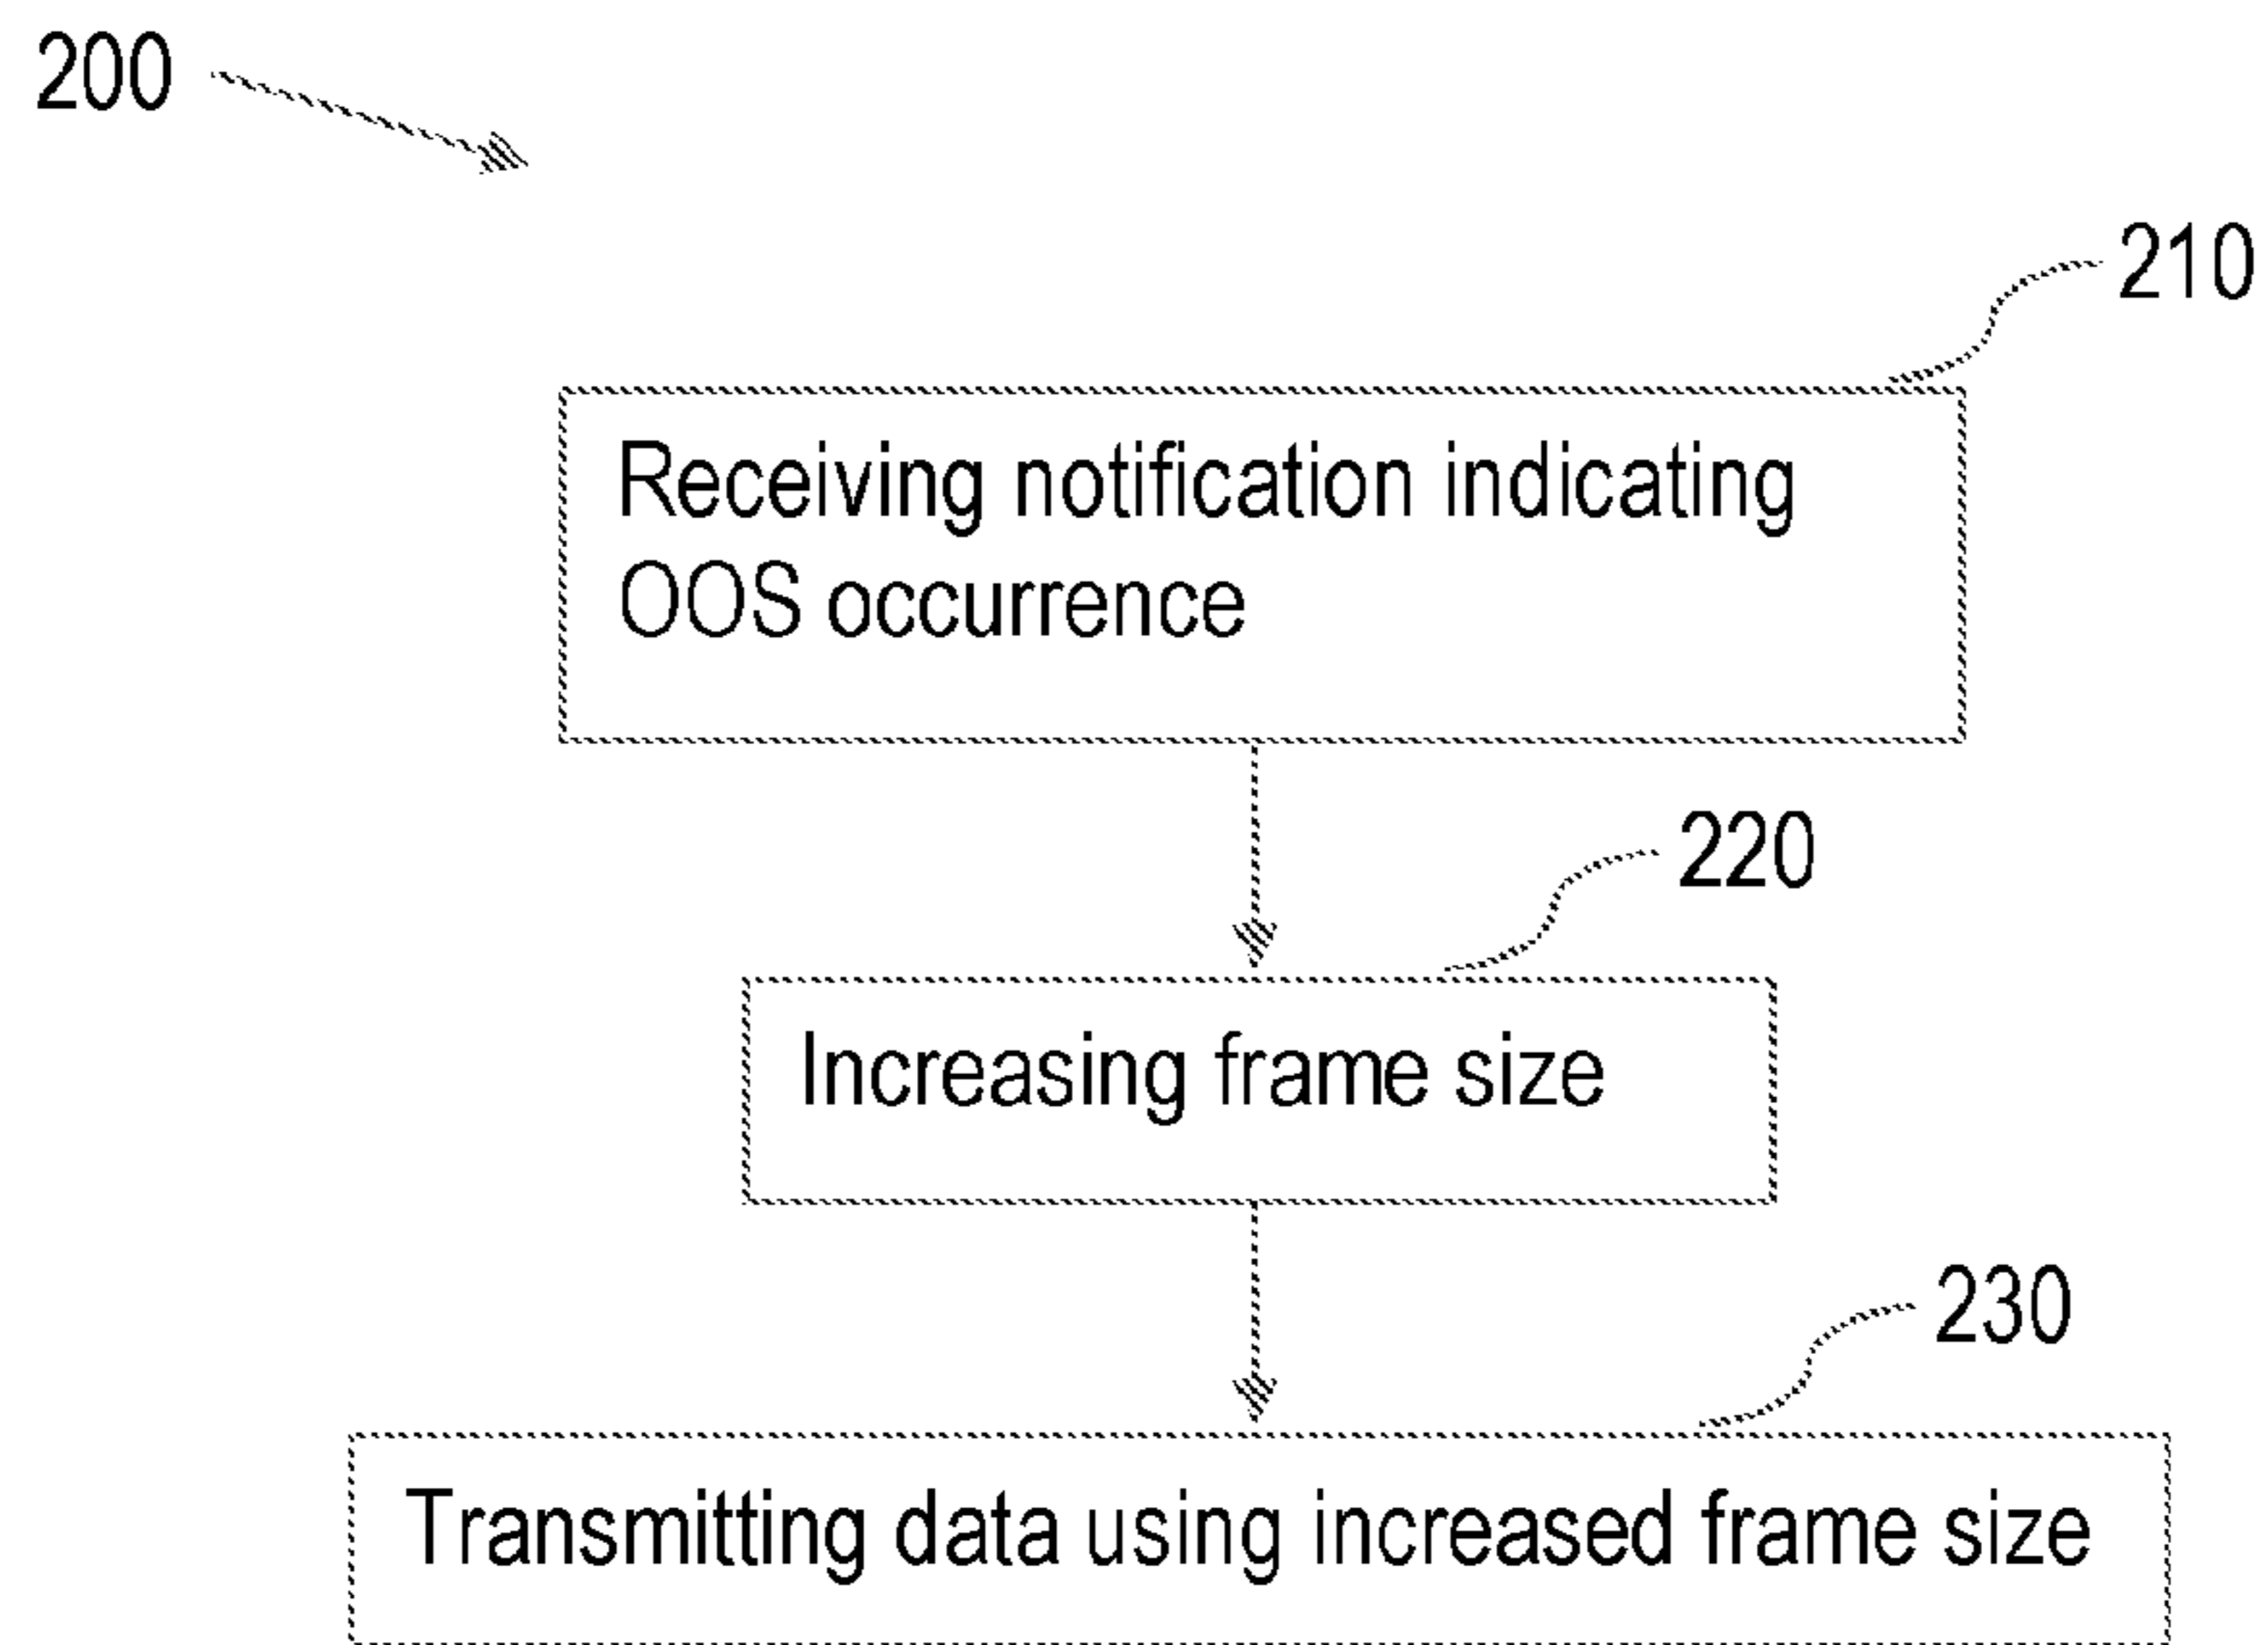 200
210
Receiving notification indicating
OOS occurrence
220
Increasing frame size
230
Transmitting data using increased frame size